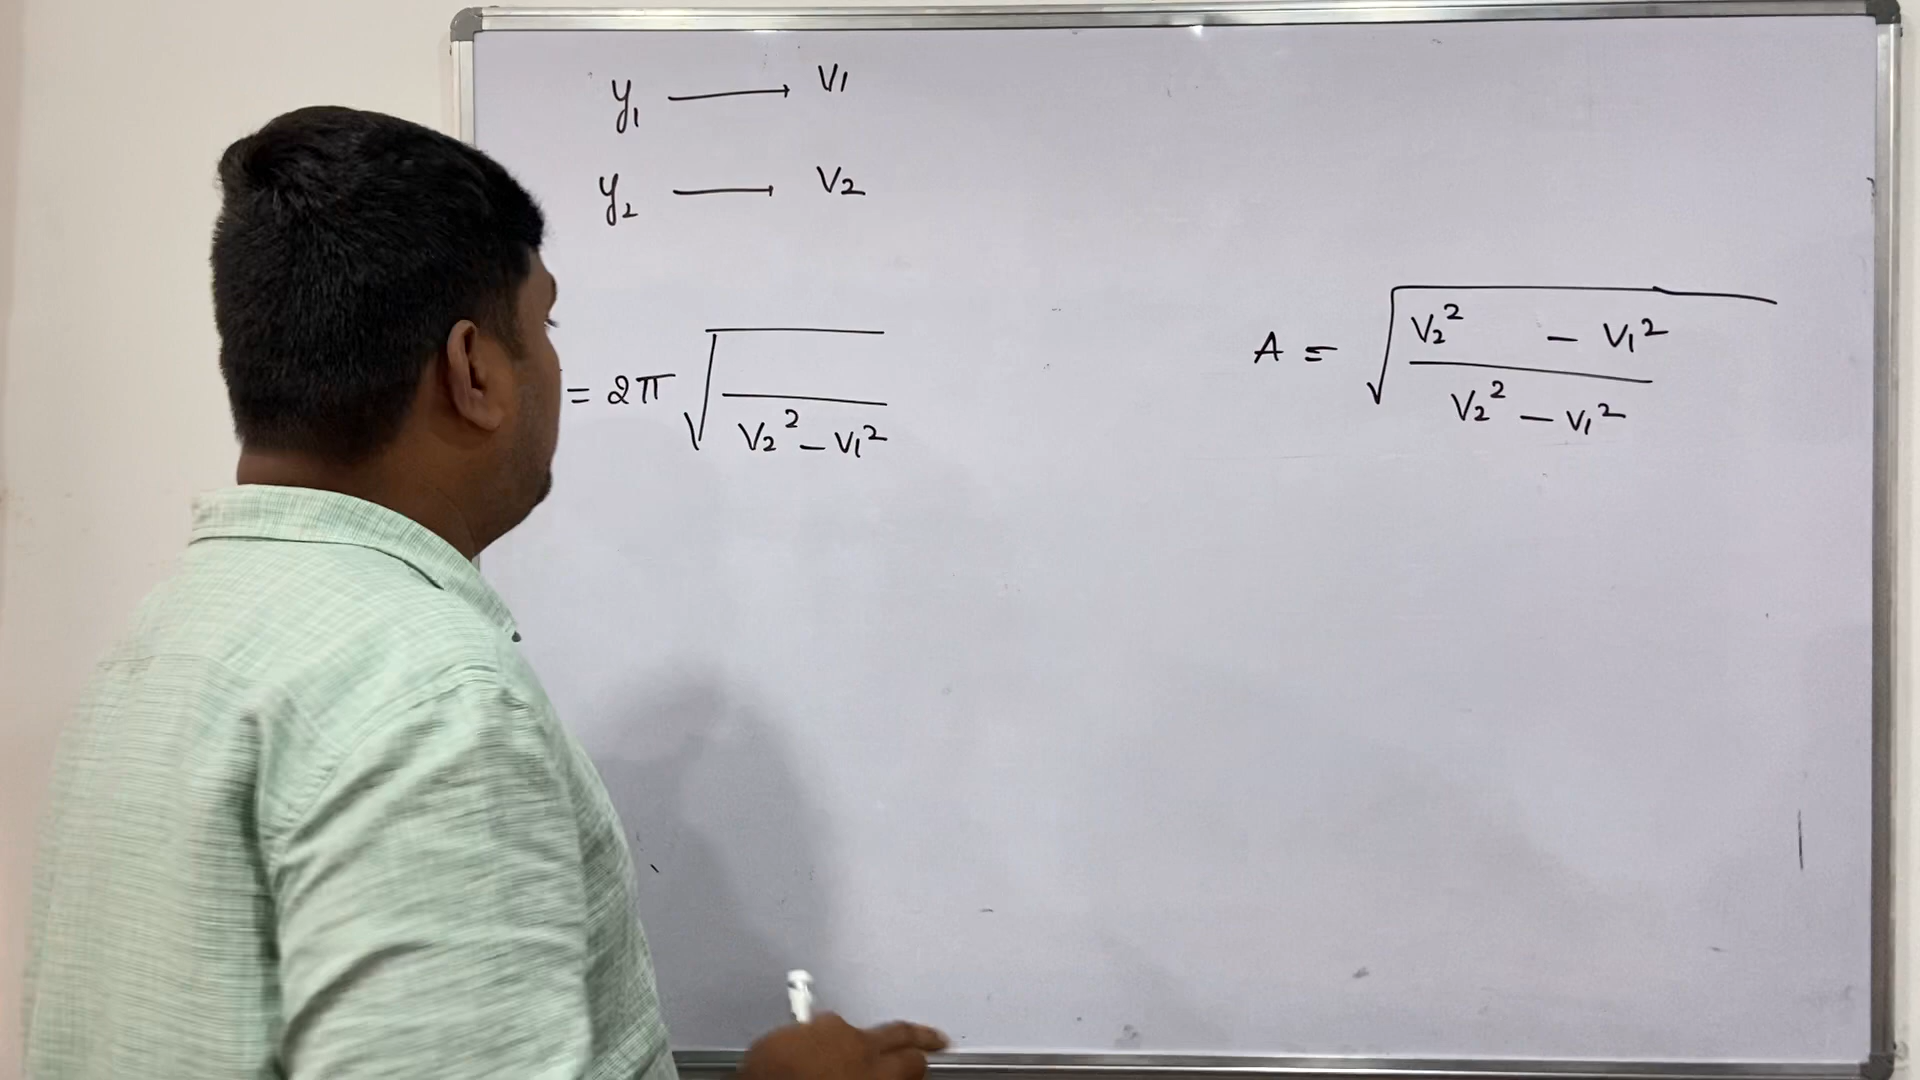 y₁ ⟶ V₁
y₂ ⟶ V₂
= 2π √( / V₂² – V₁²)
A = √(V₂² – V₁² / V₂² – V₁²)